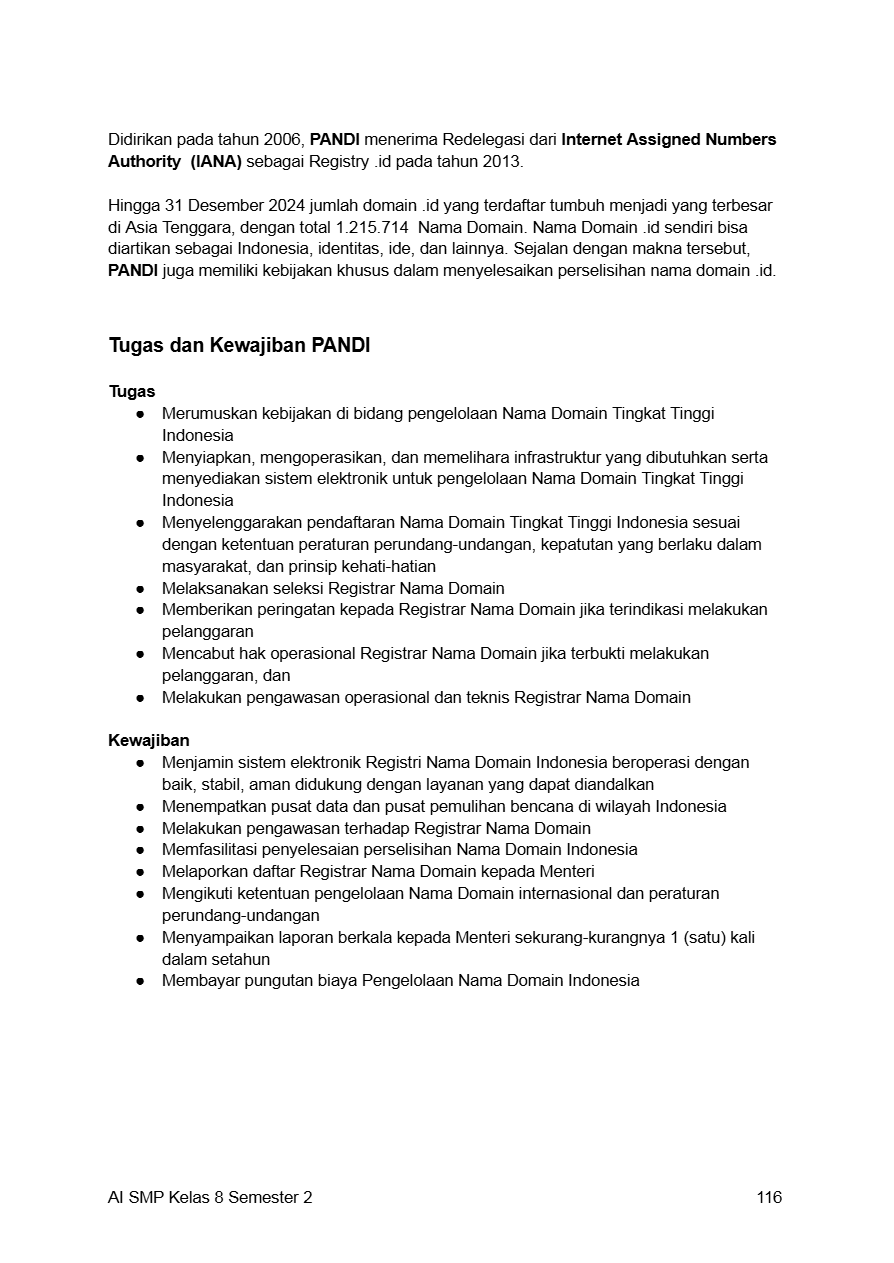 Didirikan pada tahun 2006, PANDI menerima Redelegasi dari Internet Assigned Numbers
Authority  (IANA) sebagai Registry .id pada tahun 2013.
Hingga 31 Desember 2024 jumlah domain .id yang terdaftar tumbuh menjadi yang terbesar
di Asia Tenggara, dengan total 1.215.714  Nama Domain. Nama Domain .id sendiri bisa
diartikan sebagai Indonesia, identitas, ide, dan lainnya. Sejalan dengan makna tersebut,
PANDI juga memiliki kebijakan khusus dalam menyelesaikan perselisihan nama domain .id.
Tugas dan Kewajiban PANDI
Tugas
● Merumuskan kebijakan di bidang pengelolaan Nama Domain Tingkat Tinggi
Indonesia
● Menyiapkan, mengoperasikan, dan memelihara infrastruktur yang dibutuhkan serta
menyediakan sistem elektronik untuk pengelolaan Nama Domain Tingkat Tinggi
Indonesia
● Menyelenggarakan pendaftaran Nama Domain Tingkat Tinggi Indonesia sesuai
dengan ketentuan peraturan perundang-undangan, kepatutan yang berlaku dalam
masyarakat, dan prinsip kehati-hatian
● Melaksanakan seleksi Registrar Nama Domain
● Memberikan peringatan kepada Registrar Nama Domain jika terindikasi melakukan
pelanggaran
● Mencabut hak operasional Registrar Nama Domain jika terbukti melakukan
pelanggaran, dan
● Melakukan pengawasan operasional dan teknis Registrar Nama Domain
Kewajiban
● Menjamin sistem elektronik Registri Nama Domain Indonesia beroperasi dengan
baik, stabil, aman didukung dengan layanan yang dapat diandalkan
● Menempatkan pusat data dan pusat pemulihan bencana di wilayah Indonesia
● Melakukan pengawasan terhadap Registrar Nama Domain
● Memfasilitasi penyelesaian perselisihan Nama Domain Indonesia
● Melaporkan daftar Registrar Nama Domain kepada Menteri
● Mengikuti ketentuan pengelolaan Nama Domain internasional dan peraturan
perundang-undangan
● Menyampaikan laporan berkala kepada Menteri sekurang-kurangnya 1 (satu) kali
dalam setahun
● Membayar pungutan biaya Pengelolaan Nama Domain Indonesia
AI SMP Kelas 8 Semester 2 116